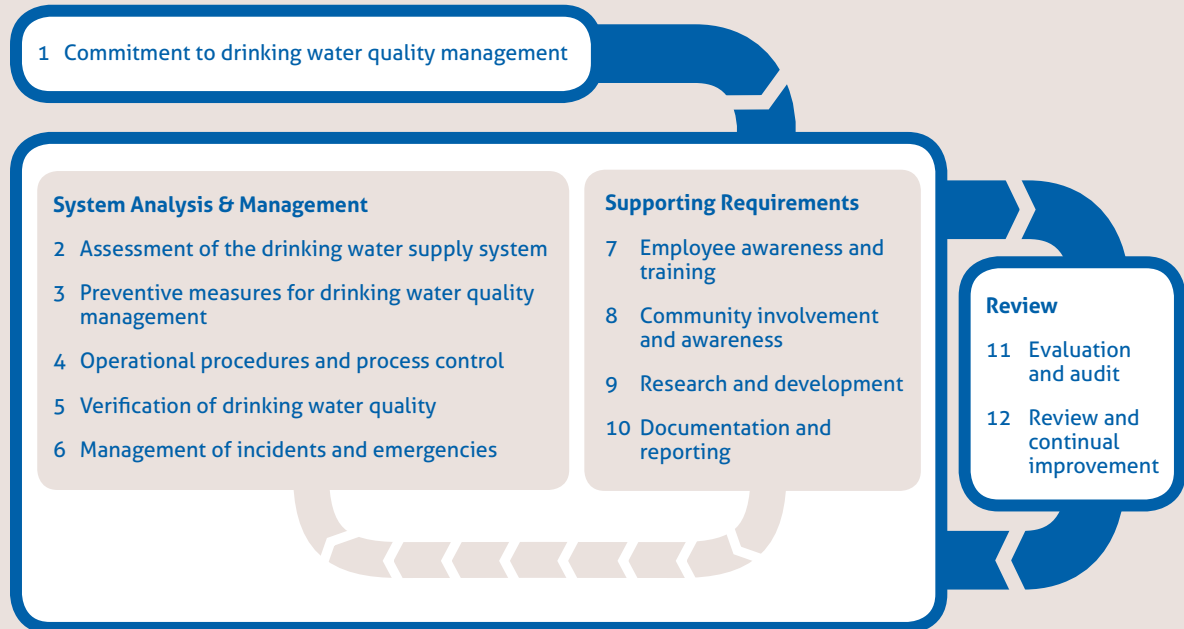 1 Commitment to drinking water quality management
System Analysis & Management
2 Assessment of the drinking water supply system
3 Preventive measures for drinking water quality
management
4 Operational procedures and process control
5 Verification of drinking water quality
6 Management of incidents and emergencies
Supporting Requirements
7 Employee awareness and
training
8 Community involvement
and awareness
9 Research and development
10 Documentation and
reporting
Review
11 Evaluation
and audit
12 Review and
continual
improvement